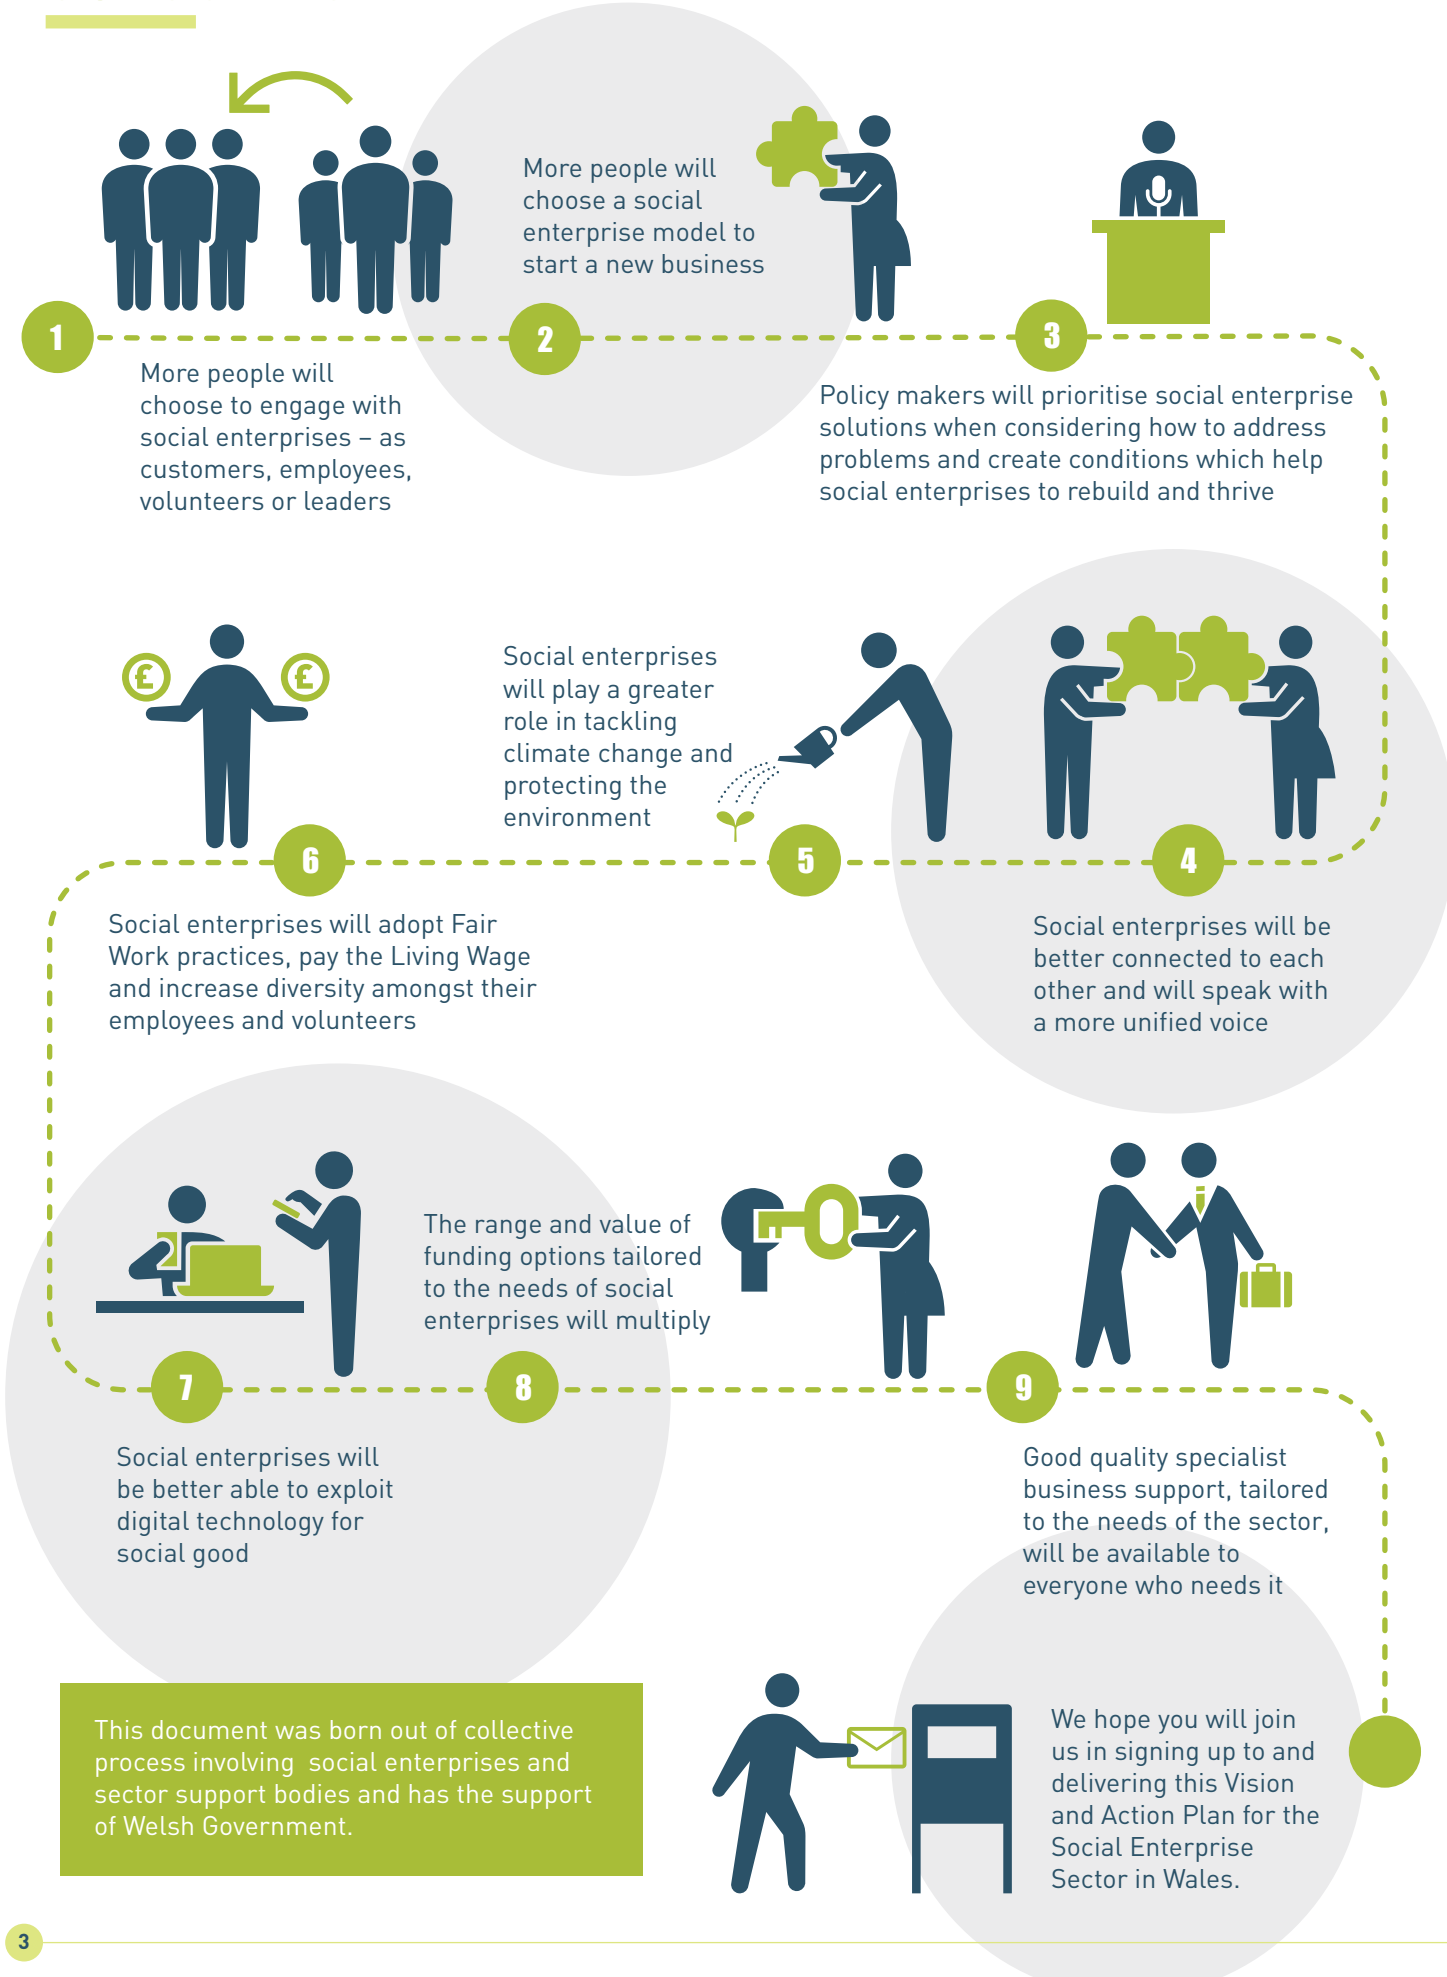 1
More people will
choose to engage with
social enterprises – as
customers, employees,
volunteers or leaders
More people will
choose a social
enterprise model to
start a new business
2
3
Policy makers will prioritise social enterprise
solutions when considering how to address
problems and create conditions which help
social enterprises to rebuild and thrive
4
Social enterprises will be
better connected to each
other and will speak with
a more unified voice
Social enterprises
will play a greater
role in tackling
climate change and
protecting the
environment
5
£ £
6
Social enterprises will adopt Fair
Work practices, pay the Living Wage
and increase diversity amongst their
employees and volunteers
7
Social enterprises will
be better able to exploit
digital technology for
social good
The range and value of
funding options tailored
to the needs of social
enterprises will multiply
8
9
Good quality specialist
business support, tailored
to the needs of the sector,
will be available to
everyone who needs it
This document was born out of collective
process involving  social enterprises and
sector support bodies and has the support
of Welsh Government.
We hope you will join
us in signing up to and
delivering this Vision
and Action Plan for the
Social Enterprise
Sector in Wales.
3